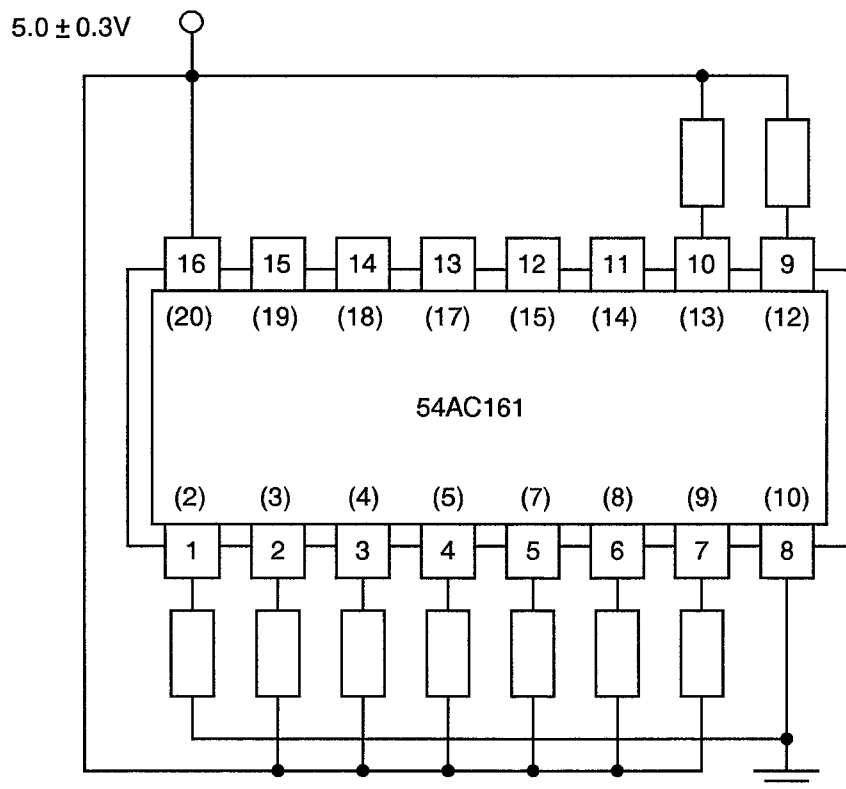 5.0 ± 0.3V
16 15 14 13 12 11 10 9
(20) (19) (18) (17) (15) (14) (13) (12)
54AC161
(2) (3) (4) (5) (7) (8) (9) (10)
1 2 3 4 5 6 7 8